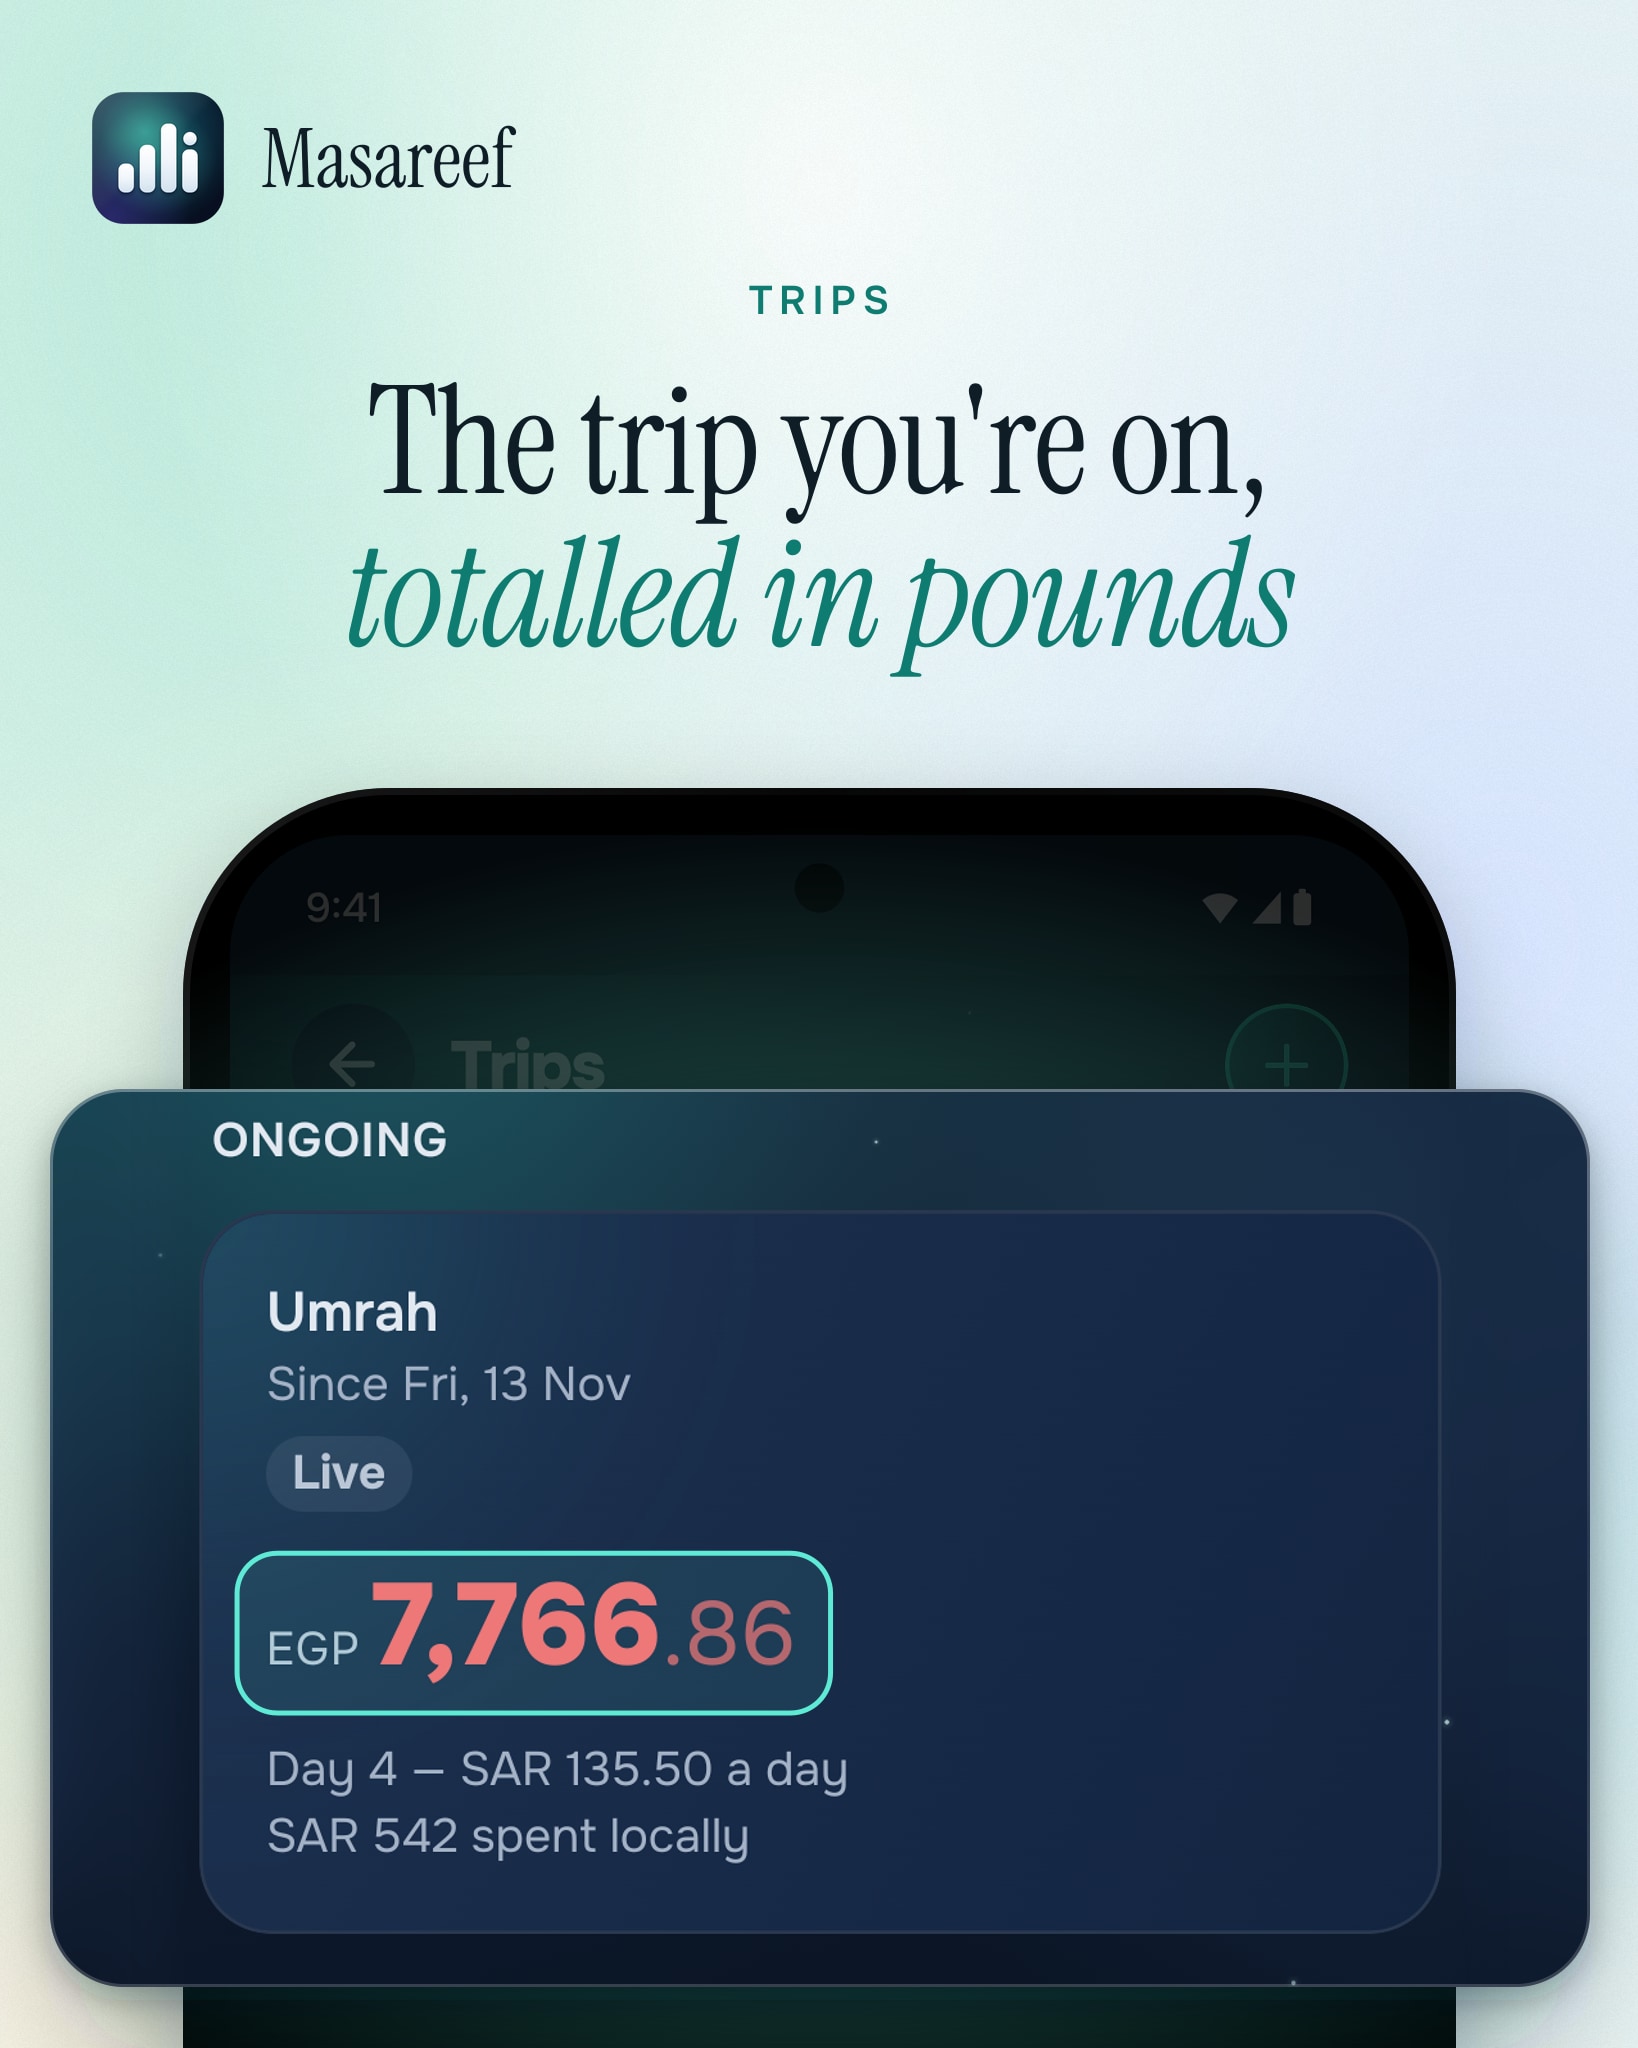 Masareef
TRIPS
The trip you're on,
totalled in pounds
9:41
Trips
ONGOING
Umrah
Since Fri, 13 Nov
Live
EGP 7,766.86
Day 4 — SAR 135.50 a day
SAR 542 spent locally